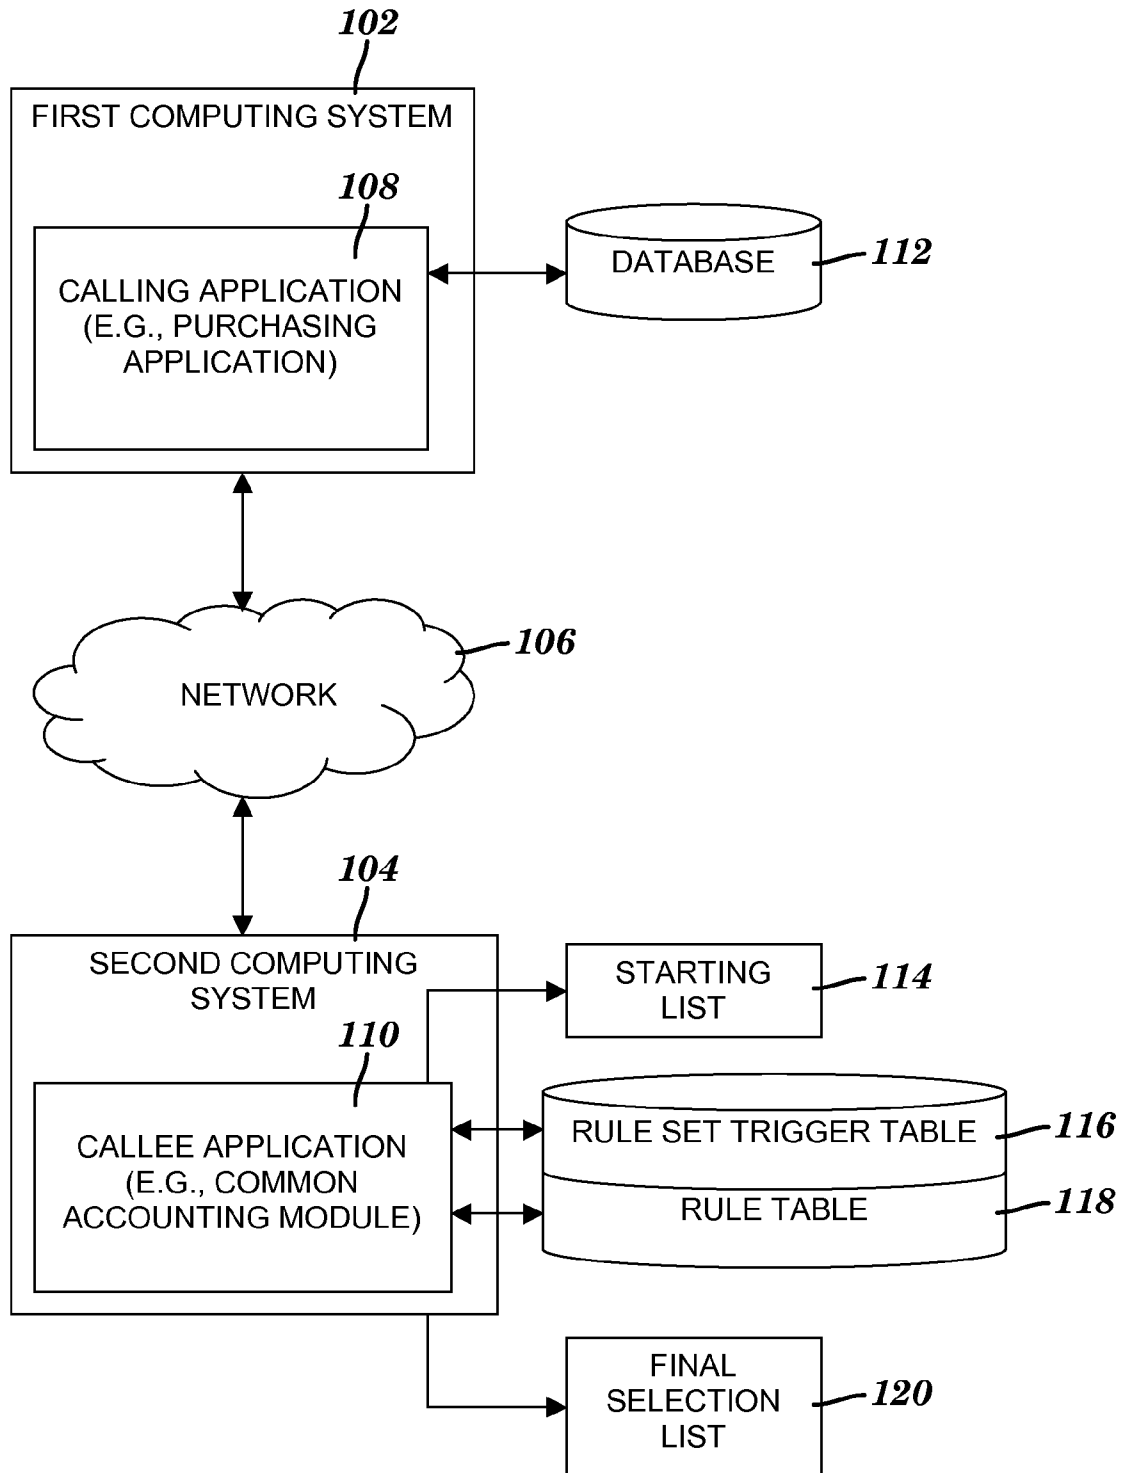 102
FIRST COMPUTING SYSTEM
108
CALLING APPLICATION
(E.G., PURCHASING
APPLICATION)
DATABASE
112
106
NETWORK
104
SECOND COMPUTING
SYSTEM
STARTING
LIST
114
110
CALLEE APPLICATION
(E.G., COMMON
ACCOUNTING MODULE)
RULE SET TRIGGER TABLE
116
RULE TABLE
118
FINAL
SELECTION
LIST
120